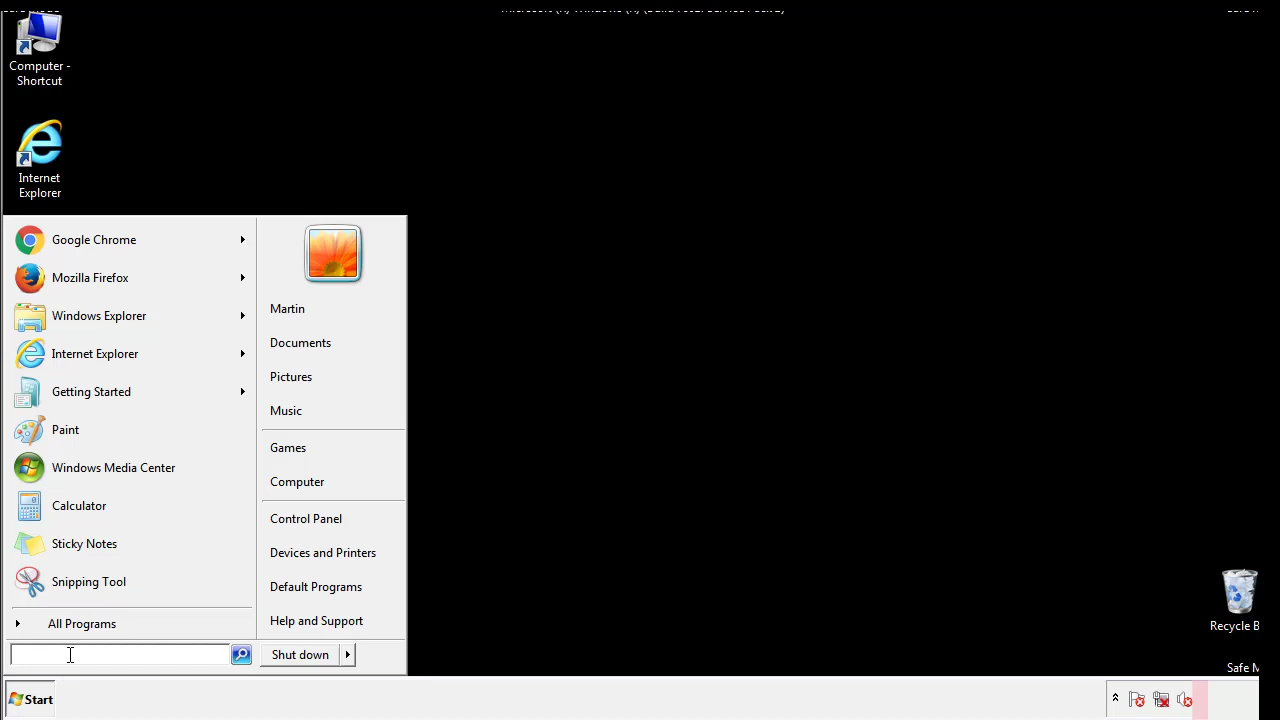 Computer -
Shortcut
Internet
Explorer
Google Chrome
Mozilla Firefox
Windows Explorer
Internet Explorer
Getting Started
Paint
Windows Media Center
Calculator
Sticky Notes
Snipping Tool
All Programs
Martin
Documents
Pictures
Music
Games
Computer
Control Panel
Devices and Printers
Default Programs
Help and Support
Shut down
Recycle B
Safe M
Start